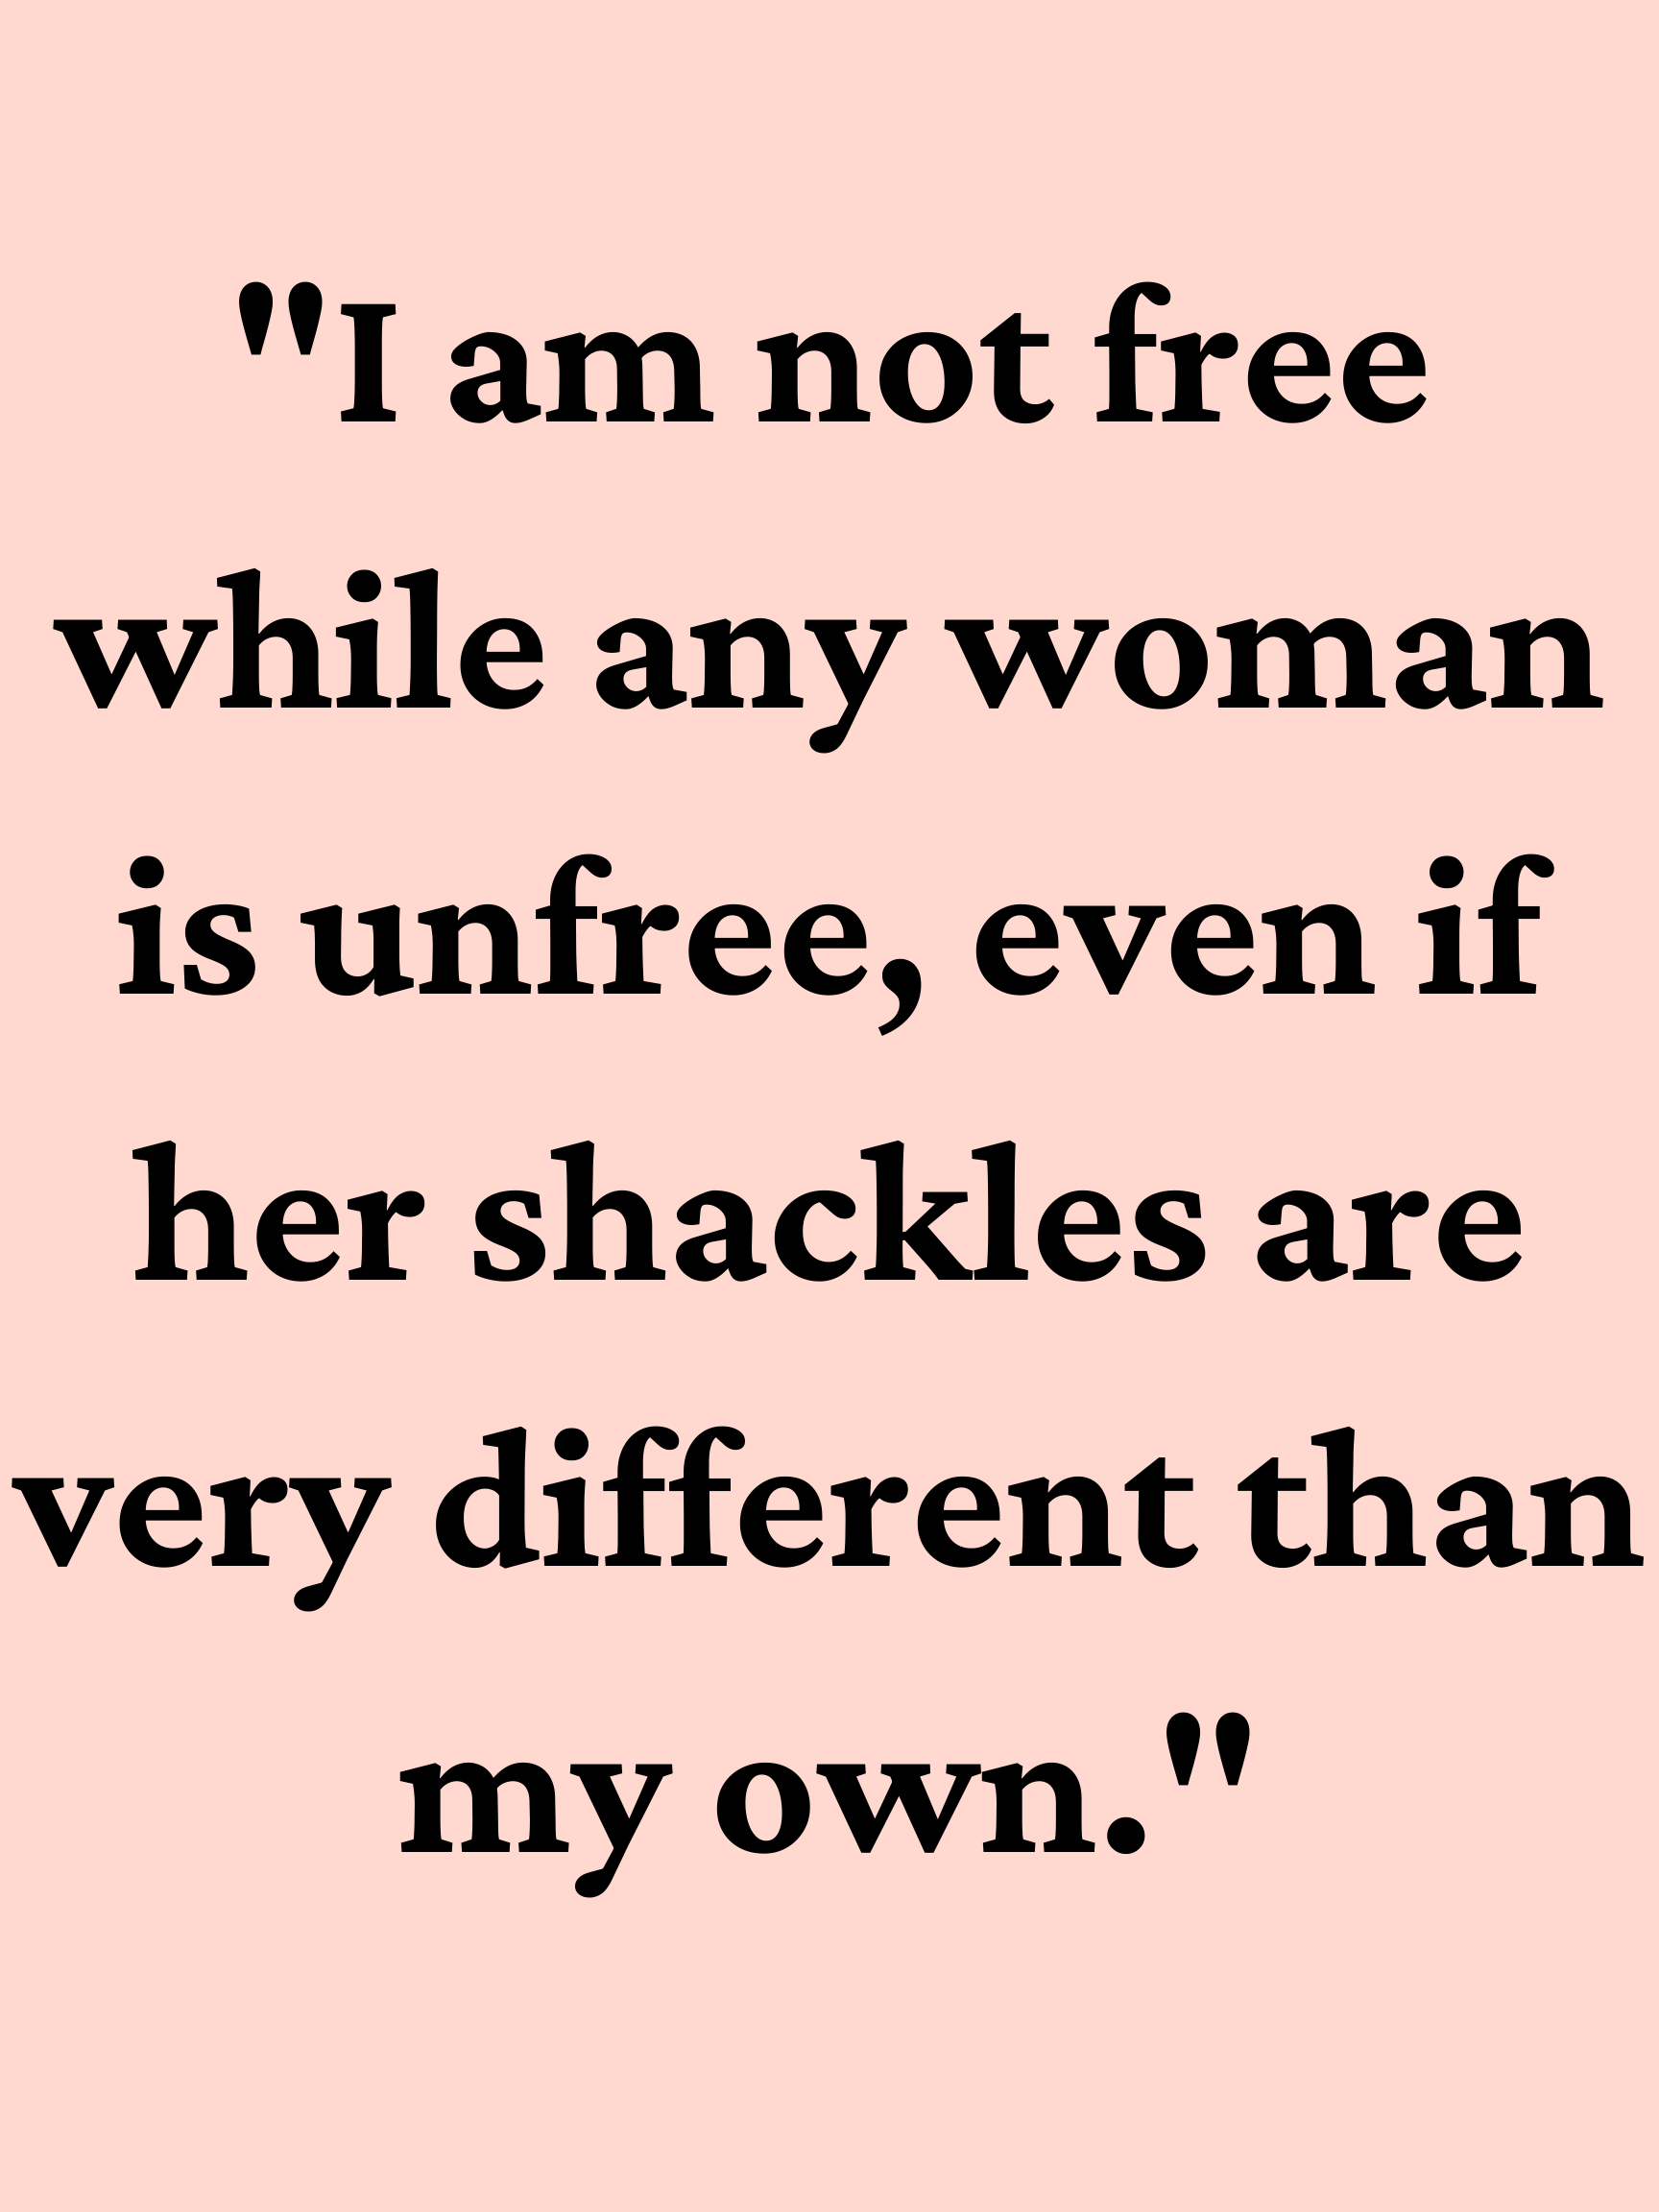 "I am not free
while any woman
is unfree, even if
her shackles are
very different than
my own."